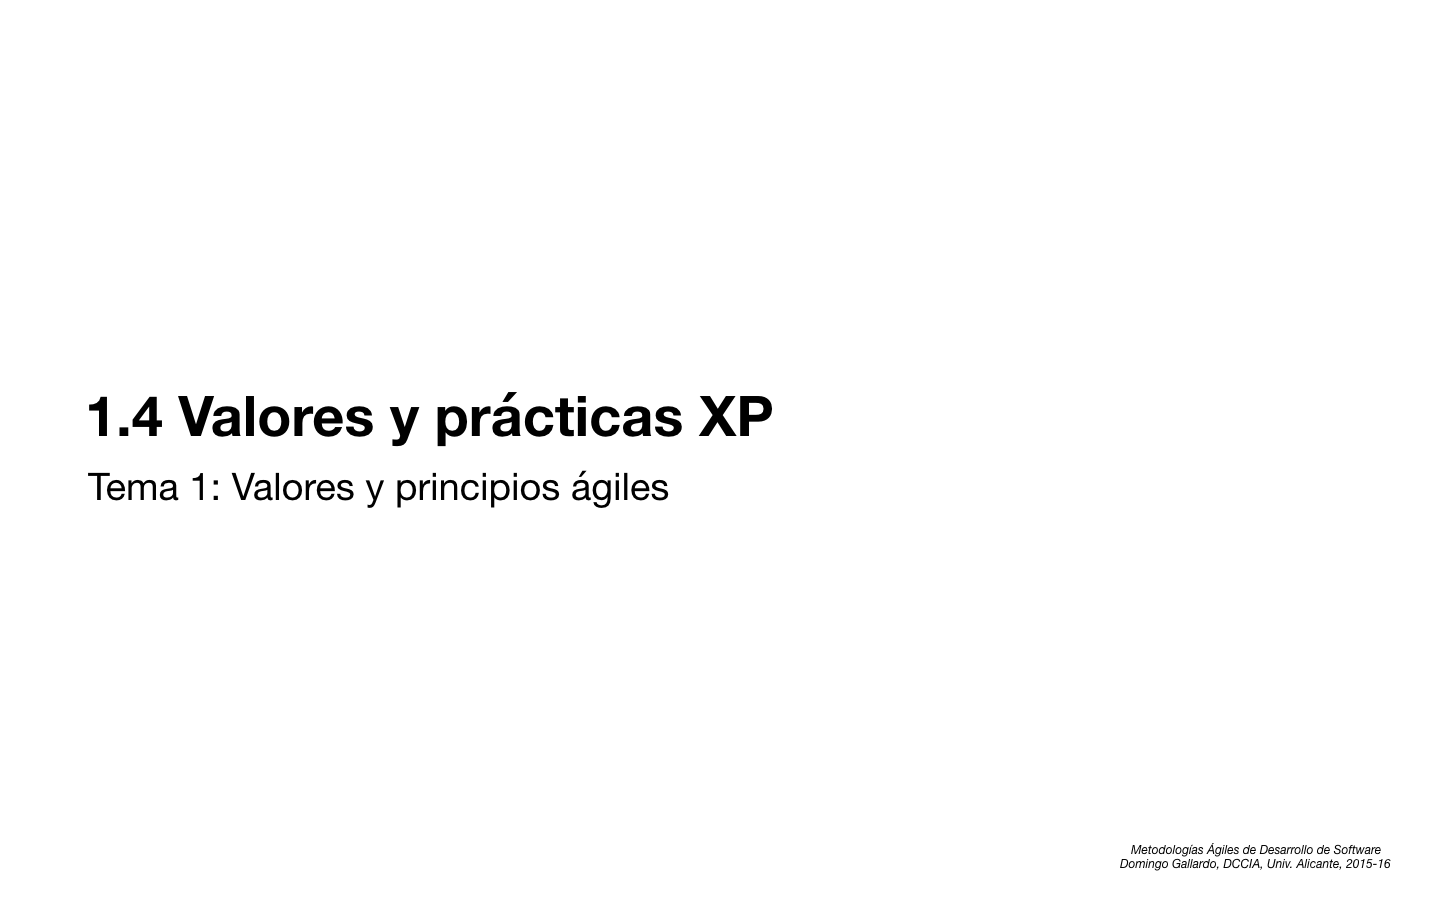 1.4 Valores y prácticas XP
Tema 1: Valores y principios ágiles
Metodologías Ágiles de Desarrollo de Software
Domingo Gallardo, DCCIA, Univ. Alicante, 2015-16